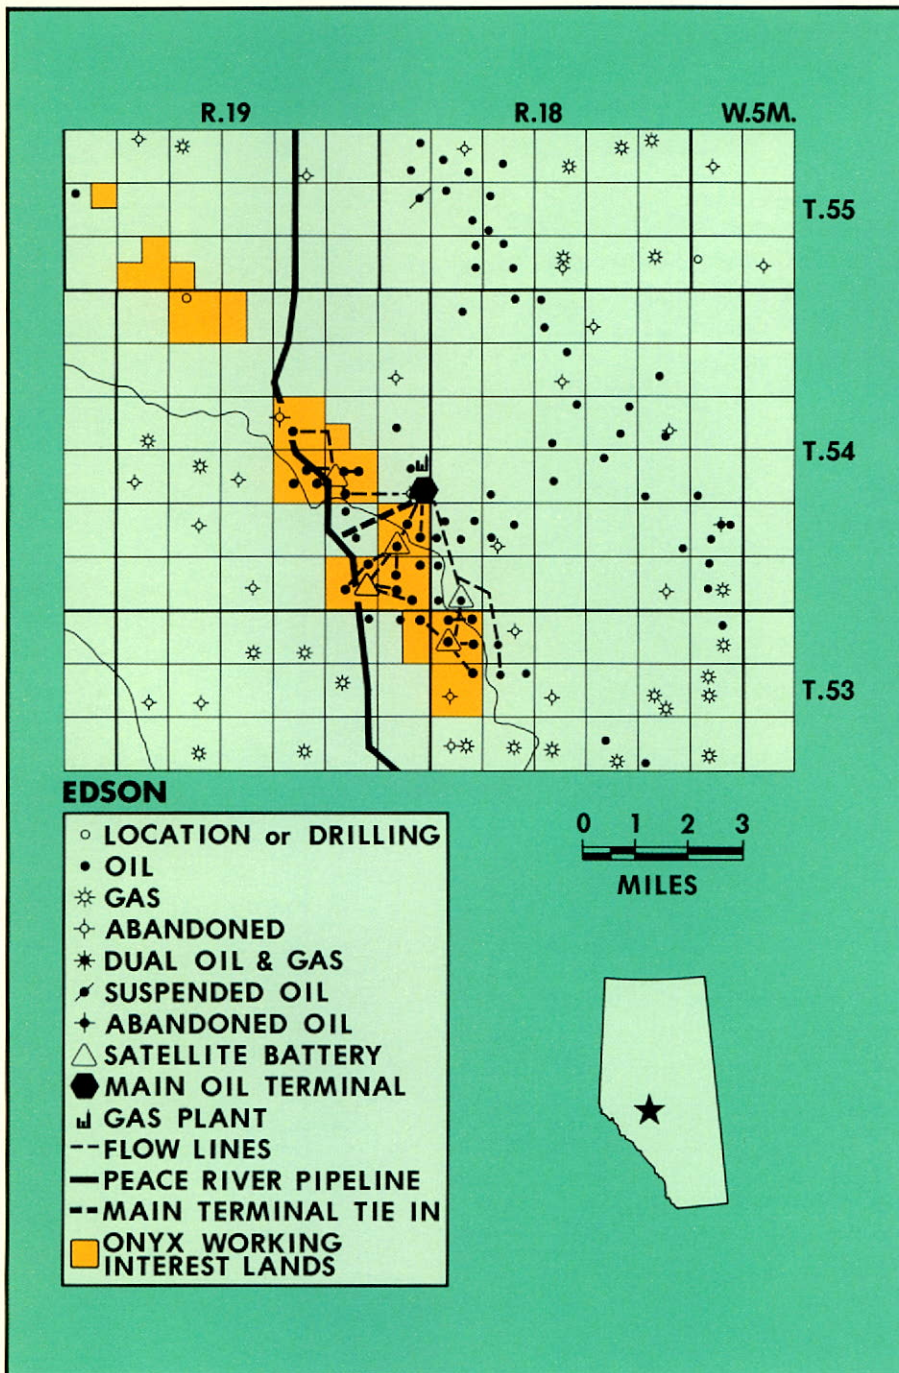 R.19 R.18 W.5M.
T.55
T.54
T.53
EDSON
LOCATION or DRILLING
OIL
GAS
ABANDONED
DUAL OIL & GAS
SUSPENDED OIL
ABANDONED OIL
SATELLITE BATTERY
MAIN OIL TERMINAL
GAS PLANT
FLOW LINES
PEACE RIVER PIPELINE
MAIN TERMINAL TIE IN
ONYX WORKING
INTEREST LANDS
0 1 2 3
MILES